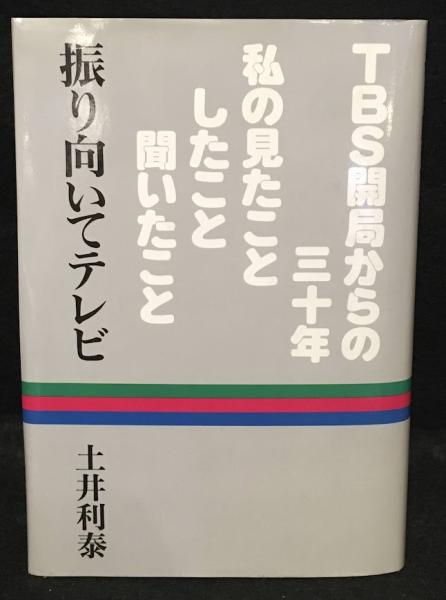 TBS開局からの
三十年
私の見たこと
したこと
聞いたこと
振り向いてテレビ
土井利泰